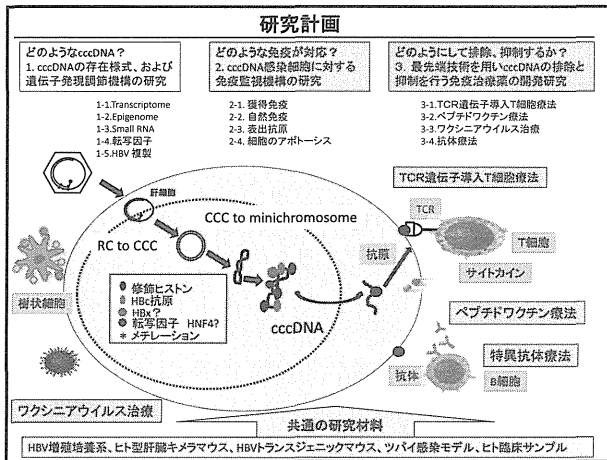 研究計画
どのようなcccDNA？
1. cccDNAの存在様式、および
遺伝子発現調節機構の研究
1-1.Transcriptome
1-2.Epigenome
1-3.Small RNA
1-4.転写因子
1-5.HBV 複製
どのような免疫が対応？
2. cccDNA感染細胞に対する
免疫監視機構の研究
2-1. 獲得免疫
2-2. 自然免疫
2-3. 表出抗原
2-4. 細胞のアポトーシス
どのようにして排除、抑制するか？
3. 最先端技術を用いcccDNAの排除と
抑制を行う免疫治療薬の開発研究
3-1.TCR遺伝子導入T細胞療法
3-2.ペプチドワクチン療法
3-3.ワクシニアウイルス治療
3-4.抗体療法
肝細胞
RC to CCC
CCC to minichromosome
修飾ヒストン
HBc抗原
HBx？
転写因子 HNF4?
メチレーション
cccDNA
抗原
樹状細胞
ワクシニアウイルス治療
TCR遺伝子導入T細胞療法
TCR
T細胞
サイトカイン
ペプチドワクチン療法
特異抗体療法
抗体
B細胞
共通の研究材料
HBV増殖培養系、ヒト型肝臓キメラマウス、HBVトランスジェニックマウス、ツパイ感染モデル、ヒト臨床サンプル